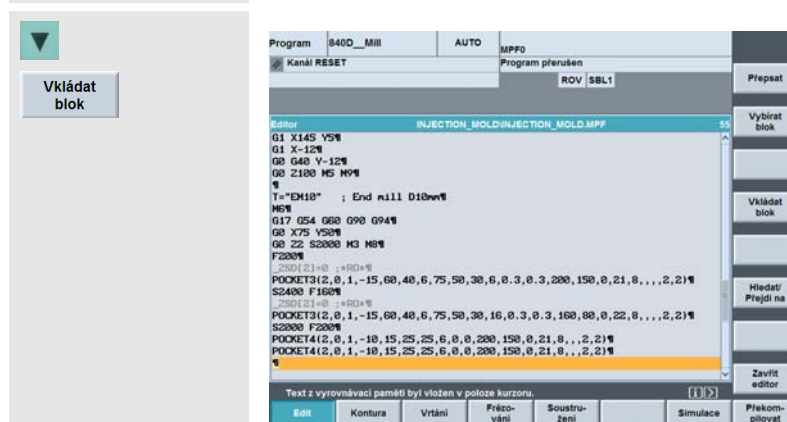 Vkládat
blok
Program 840D__Mill AUTO MPF0
Kanál RESET Program přerušen
ROV SBL1
Editor INJECTION_MOLD\INJECTION_MOLD.MPF 55
G1 X145 Y5¶
G1 X-12¶
G0 G40 Y-12¶
G0 Z100 M5 M9¶
¶
T="EM10" ; End mill D10mm¶
M6¶
G17 G54 G60 G90 G94¶
G0 X75 Y50¶
G0 Z2 S2000 M3 M8¶
F200¶
_ZSD[2]=0 ;*RO*¶
POCKET3(2,0,1,-15,60,40,6,75,50,30,6,0.3,0.3,200,150,0,21,8,,,,2,2)¶
S2400 F160¶
_ZSD[2]=0 ;*RO*¶
POCKET3(2,0,1,-15,60,40,6,75,50,30,16,0.3,0.3,160,80,0,22,8,,,,2,2)¶
S2000 F200¶
POCKET4(2,0,1,-10,15,25,25,6,0,0,200,150,0,21,8,,,2,2)¶
POCKET4(2,0,1,-10,15,25,25,6,0,0,200,150,0,21,8,,,2,2)¶
¶
Text z vyrovnávací paměti byl vložen v poloze kurzoru.
Edit Kontura Vrtání Frézo-
vání Soustru-
žení Simulace Překom-
pilovat
Přepsat
Vybírat
blok
Vkládat
blok
Hledat/
Přejdi na
Zavřít
editor